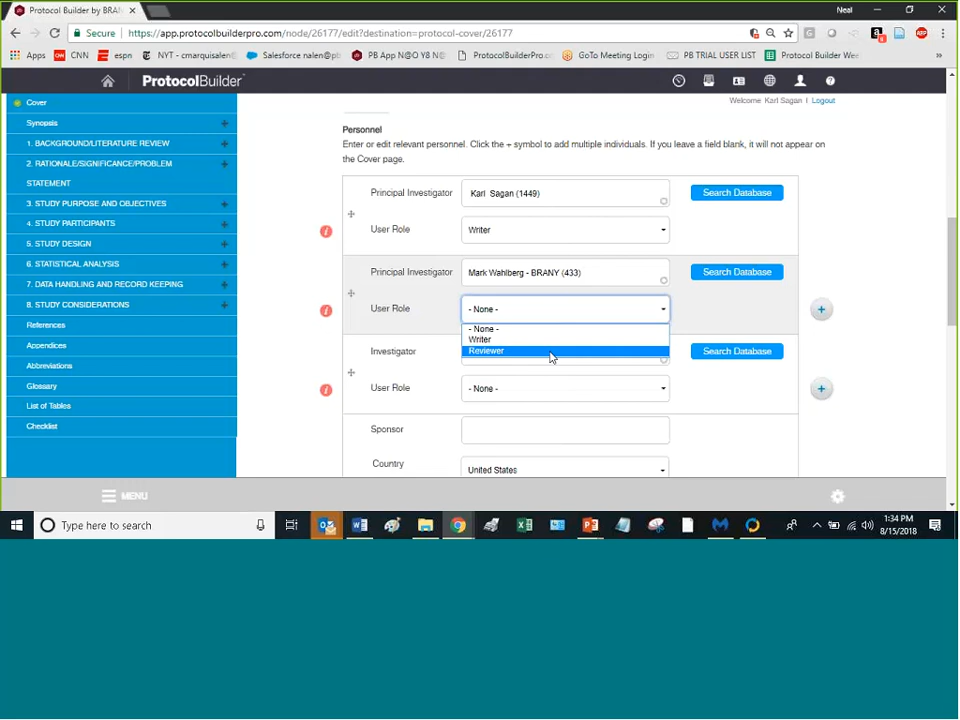 Protocol Builder by BRAN
Neal
Secure https://app.protocolbuilderpro.com/node/26177/edit?destination=protocol-cover/26177
Apps CNN espn NYT - cmarquisalen Salesforce nalen@pb PB App N@O Y8 N@ ProtocolBuilderPro.c GoTo Meeting Login PB TRIAL USER LIST Protocol Builder Wee
ProtocolBuilder
Welcome Karl Sagan Logout
Cover
Synopsis
1. BACKGROUND/LITERATURE REVIEW
2. RATIONALE/SIGNIFICANCE/PROBLEM
STATEMENT
3. STUDY PURPOSE AND OBJECTIVES
4. STUDY PARTICIPANTS
5. STUDY DESIGN
6. STATISTICAL ANALYSIS
7. DATA HANDLING AND RECORD KEEPING
8. STUDY CONSIDERATIONS
References
Appendices
Abbreviations
Glossary
List of Tables
Checklist
Personnel
Enter or edit relevant personnel. Click the + symbol to add multiple individuals. If you leave a field blank, it will not appear on
the Cover page.
Principal Investigator Karl Sagan (1449) Search Database
User Role Writer
Principal Investigator Mark Wahlberg - BRANY (433) Search Database
User Role - None -
- None -
Writer
Reviewer
Investigator Search Database
User Role - None -
Sponsor
Country United States
MENU
Type here to search
1:34 PM
8/15/2018